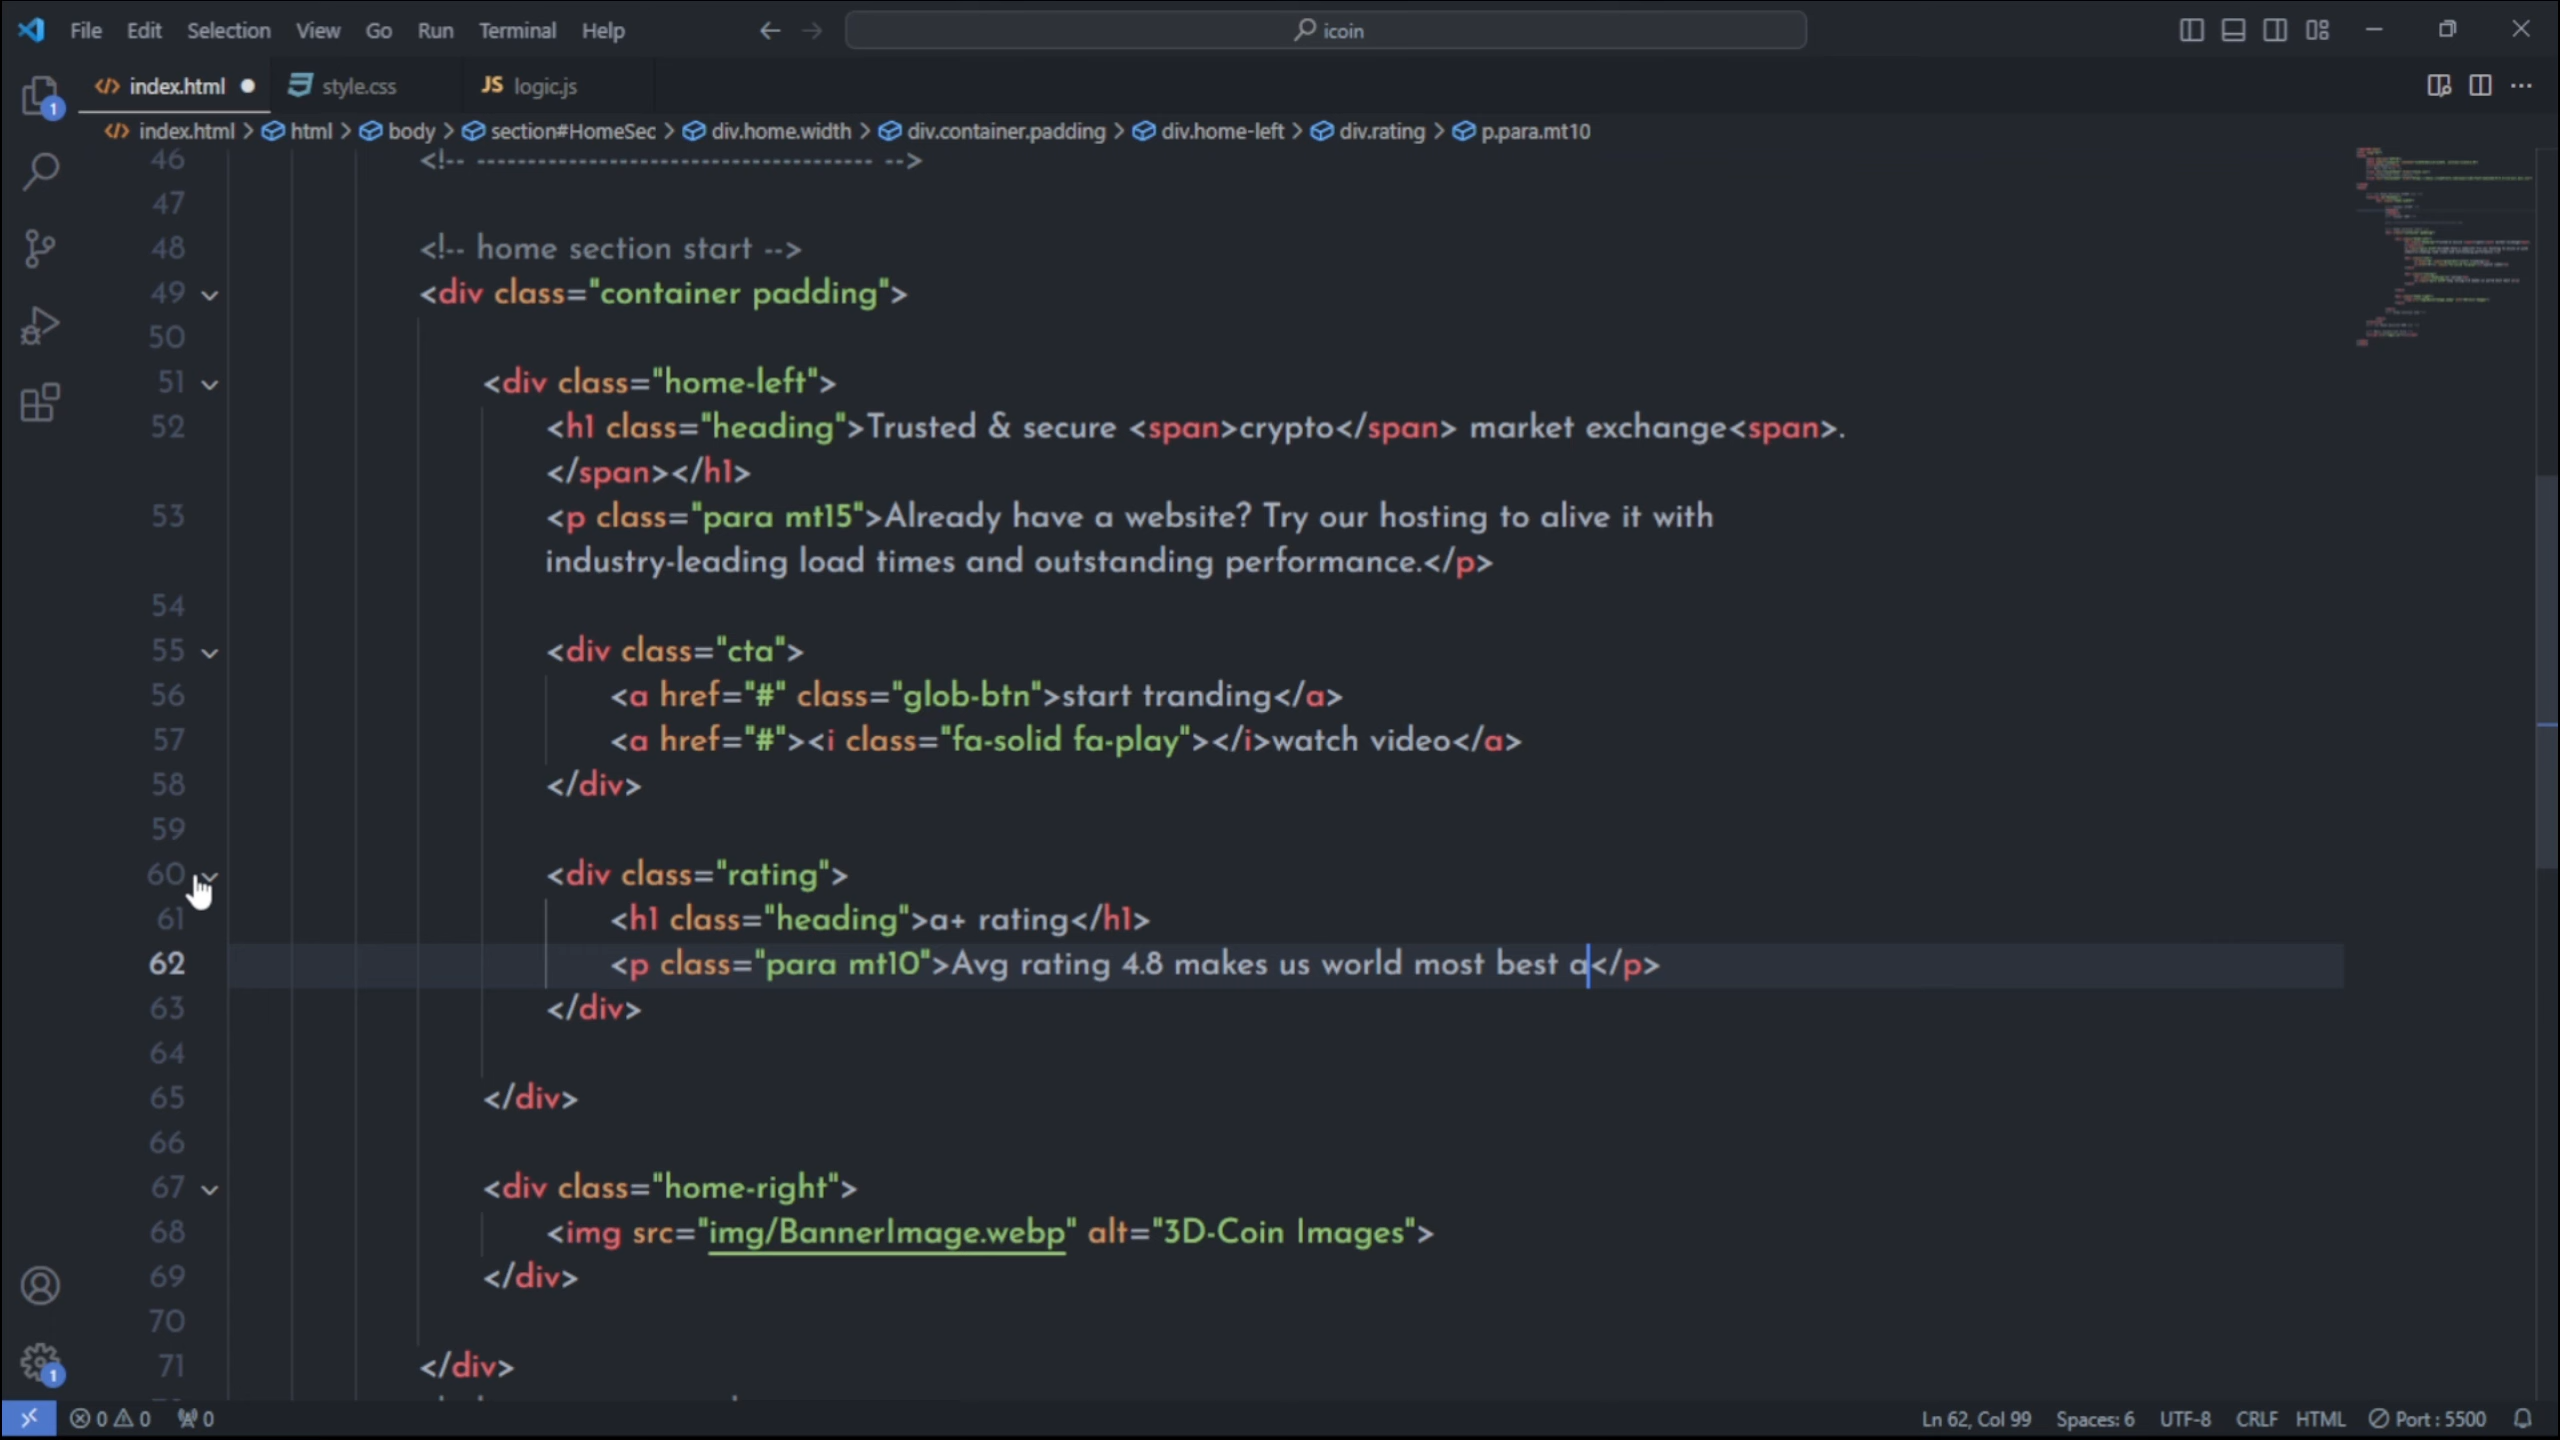 File Edit Selection View Go Run Terminal Help icoin
1
index.html style.css JS logic.js
index.html > html > body > section#HomeSec > div.home.width > div.container.padding > div.home-left > div.rating > p.para.mt10
46 <!-- ------------------------------------ -->
47
48 <!-- home section start -->
49 <div class="container padding">
50
51 <div class="home-left">
52 <h1 class="heading">Trusted & secure <span>crypto</span> market exchange<span>.
</span></h1>
53 <p class="para mt15">Already have a website? Try our hosting to alive it with
industry-leading load times and outstanding performance.</p>
54
55 <div class="cta">
56 <a href="#" class="glob-btn">start tranding</a>
57 <a href="#"><i class="fa-solid fa-play"></i>watch video</a>
58 </div>
59
60 <div class="rating">
61 <h1 class="heading">a+ rating</h1>
62 <p class="para mt10">Avg rating 4.8 makes us world most best a</p>
63 </div>
64
65 </div>
66
67 <div class="home-right">
68 <img src="img/BannerImage.webp" alt="3D-Coin Images">
69 </div>
70
71 </div>
1
0 0 0 Ln 62, Col 99 Spaces: 6 UTF-8 CRLF HTML Port : 5500